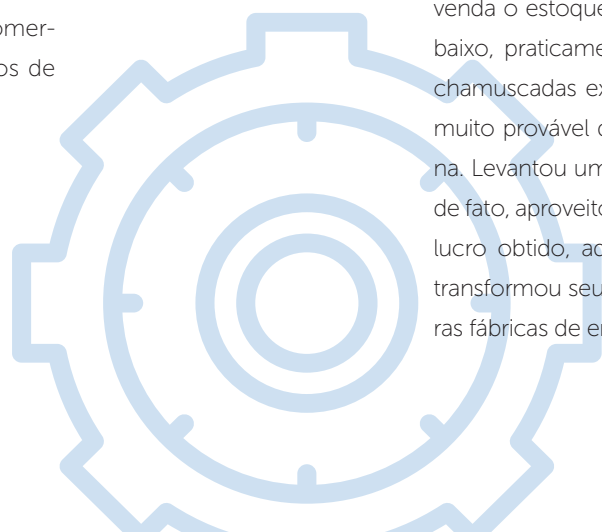 omer-
os de
venda o estoque
baixo, praticame
chamuscadas ex
muito provável
na. Levantou um
de fato, aproveito
lucro obtido, ac
transformou seu
ras fábricas de e